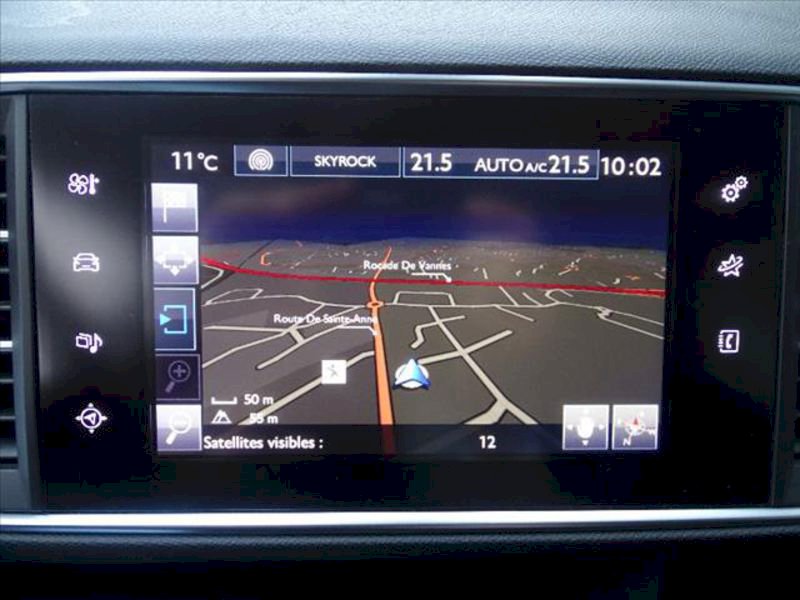 11°C SKYROCK 21.5 AUTO A/C 21.5 10:02
Rocade De Vannes
Route De Sainte-Anne
50 m
55 m
N
Satellites visibles : 12